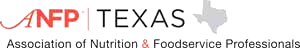 ANFP | TEXAS
Association of Nutrition & Foodservice Professionals